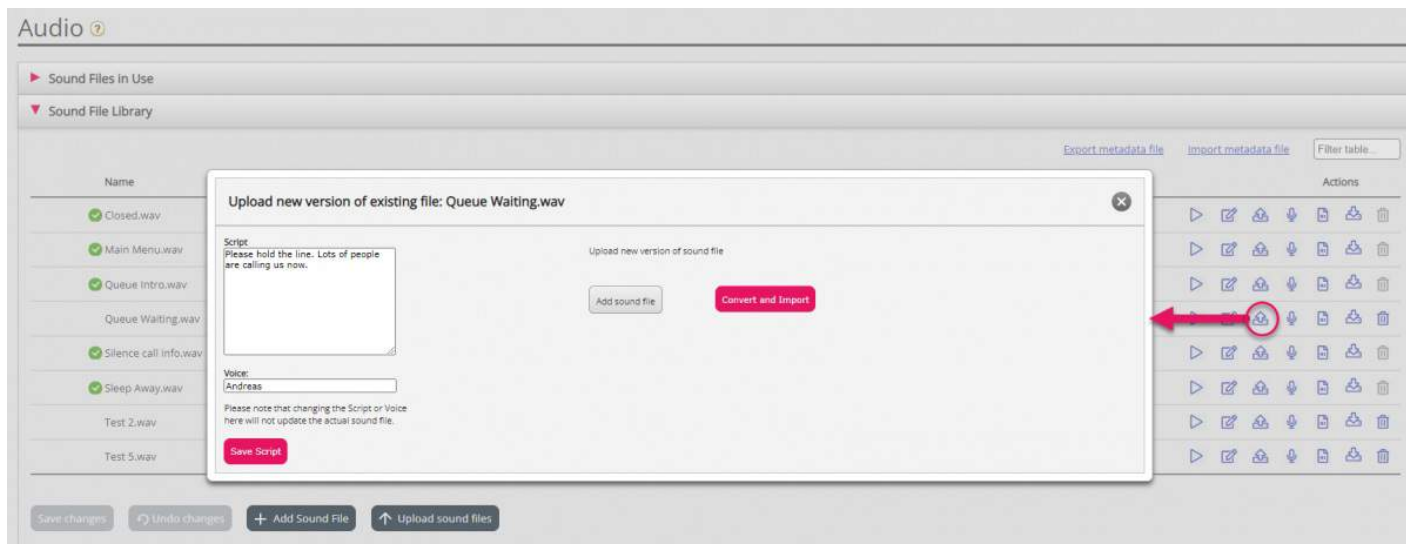 Audio ?
Sound Files in Use
Sound File Library
Export metadata file Import metadata file Filter table...
Name Actions
Closed.wav
Main Menu.wav
Queue Intro.wav
Queue Waiting.wav
Silence call info.wav
Sleep Away.wav
Test 2.wav
Test 5.wav
Upload new version of existing file: Queue Waiting.wav
Script
Please hold the line. Lots of people
are calling us now.
Voice:
Andreas
Please note that changing the Script or Voice
here will not update the actual sound file.
Save Script
Upload new version of sound file
Add sound file Convert and Import
Save changes Undo changes + Add Sound File Upload sound files